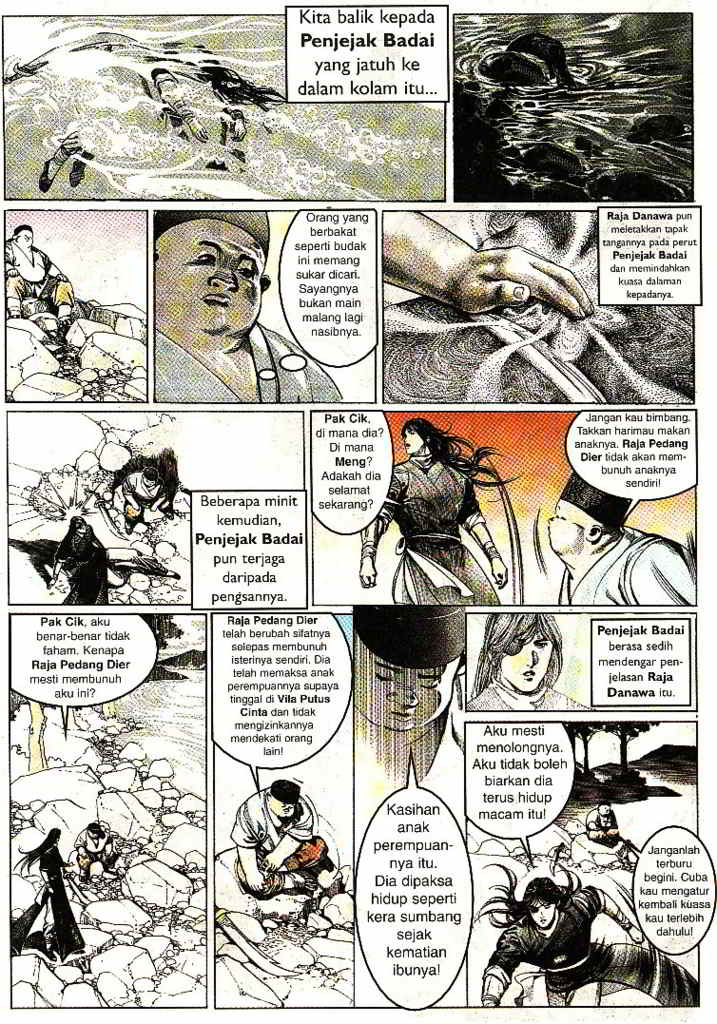 Kita balik kepada
Penjejak Badai
yang jatuh ke
dalam kolam itu...
Orang yang
berbakat
seperti budak
ini memang
sukar dicari.
Sayangnya
bukan main
malang lagi
nasibnya.
Raja Danawa pun
meletakkan tapak
tangannya pada perut
Penjejak Badai
dan memindahkan
kuasa dalaman
kepadanya.
Beberapa minit
kemudian,
Penjejak Badai
pun terjaga
daripada
pengsannya.
Pak Cik,
di mana dia?
Di mana
Meng?
Adakah dia
selamat
sekarang?
Jangan kau bimbang.
Takkan harimau makan
anaknya. Raja Pedang
Dier tidak akan mem-
bunuh anaknya
sendiri!
Pak Cik, aku
benar-benar tidak
faham. Kenapa
Raja Pedang Dier
mesti membunuh
aku ini?
Raja Pedang Dier
telah berubah sifatnya
selepas membunuh
isterinya sendiri. Dia
telah memaksa anak
perempuannya supaya
tinggal di Vila Putus
Cinta dan tidak
mengizinkannya
mendekati orang
lain!
Kasihan
anak
perempuan-
nya itu.
Dia dipaksa
hidup seperti
kera sumbang
sejak
kematian
ibunya!
Penjejak Badai
berasa sedih
mendengar pen-
jelasan Raja
Danawa itu.
Aku mesti
menolongnya.
Aku tidak boleh
biarkan dia
terus hidup
macam itu!
Janganlah
terburu
begini. Cuba
kau mengatur
kembali kuasa
kau terlebih
dahulu!